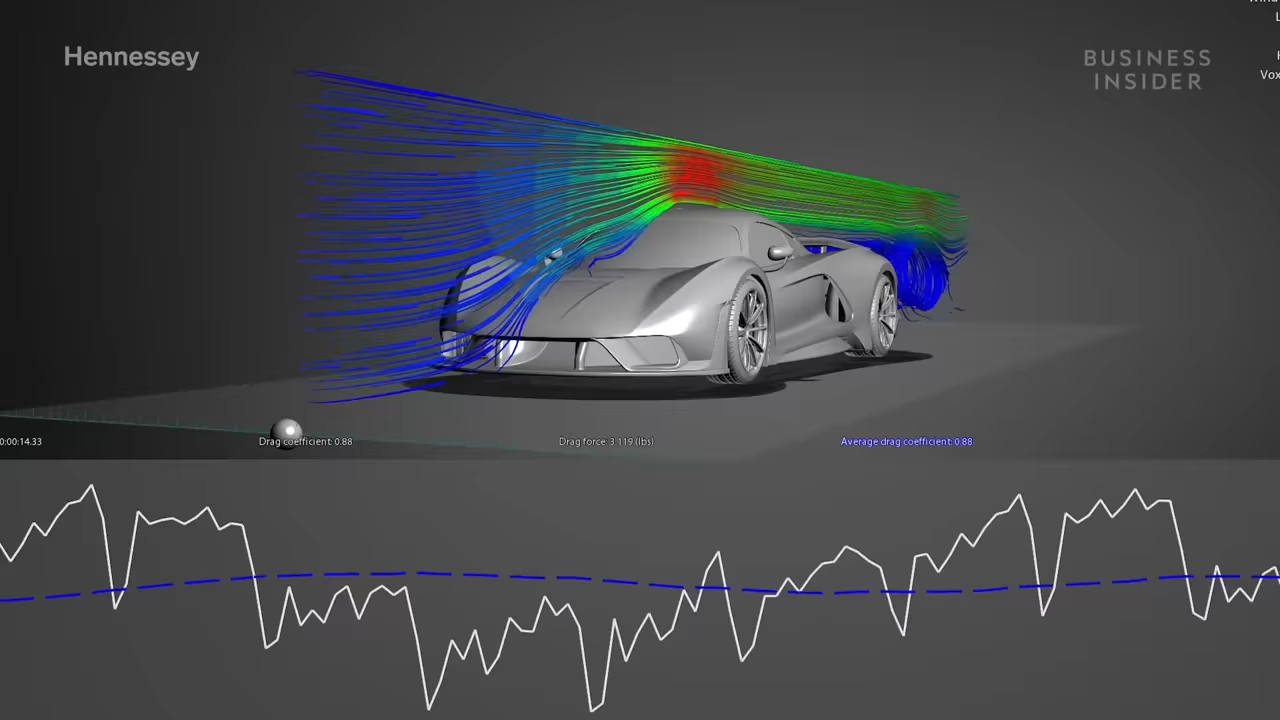 Hennessey
BUSINESS
INSIDER
Vox
0:00:14.33
Drag coefficient: 0.88
Drag force: 3.119 (lbs)
Average drag coefficient: 0.88